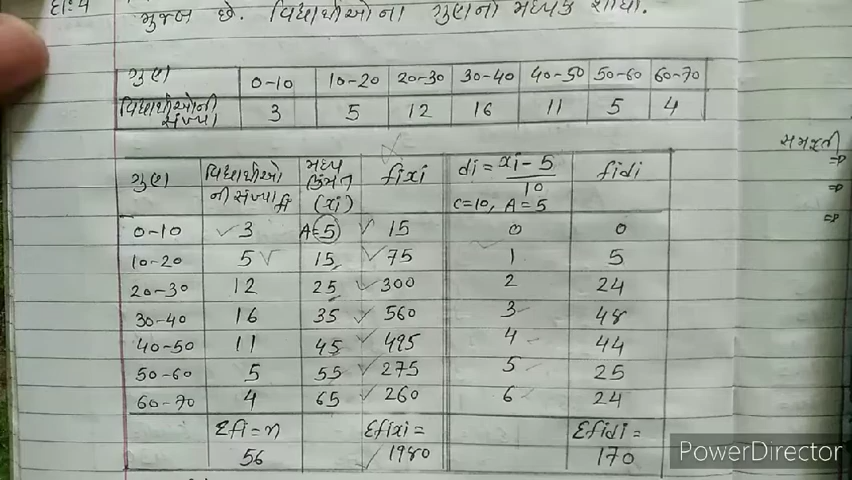 દા:૪
મુજબ છે. વિદ્યાર્થીઓના ગુણનો મધ્યક શોધો.
ગુણ 0-10 10-20 20-30 30-40 40-50 50-60 60-70
વિદ્યાર્થીઓની સંખ્યા 3 5 12 16 11 5 4
સમજૂતી
ગુણ વિદ્યાર્થીઓની સંખ્યા fi મધ્ય કિંમત (xi) fixi di = xi-5/10 C=10, A=5 fidi
0-10 3 A=5 15 0 0
10-20 5 15 75 1 5
20-30 12 25 300 2 24
30-40 16 35 560 3 48
40-50 11 45 495 4 44
50-60 5 55 275 5 25
60-70 4 65 260 6 24
Σfi=n Σfixi= Σfidi=
56 1980 170
PowerDirector